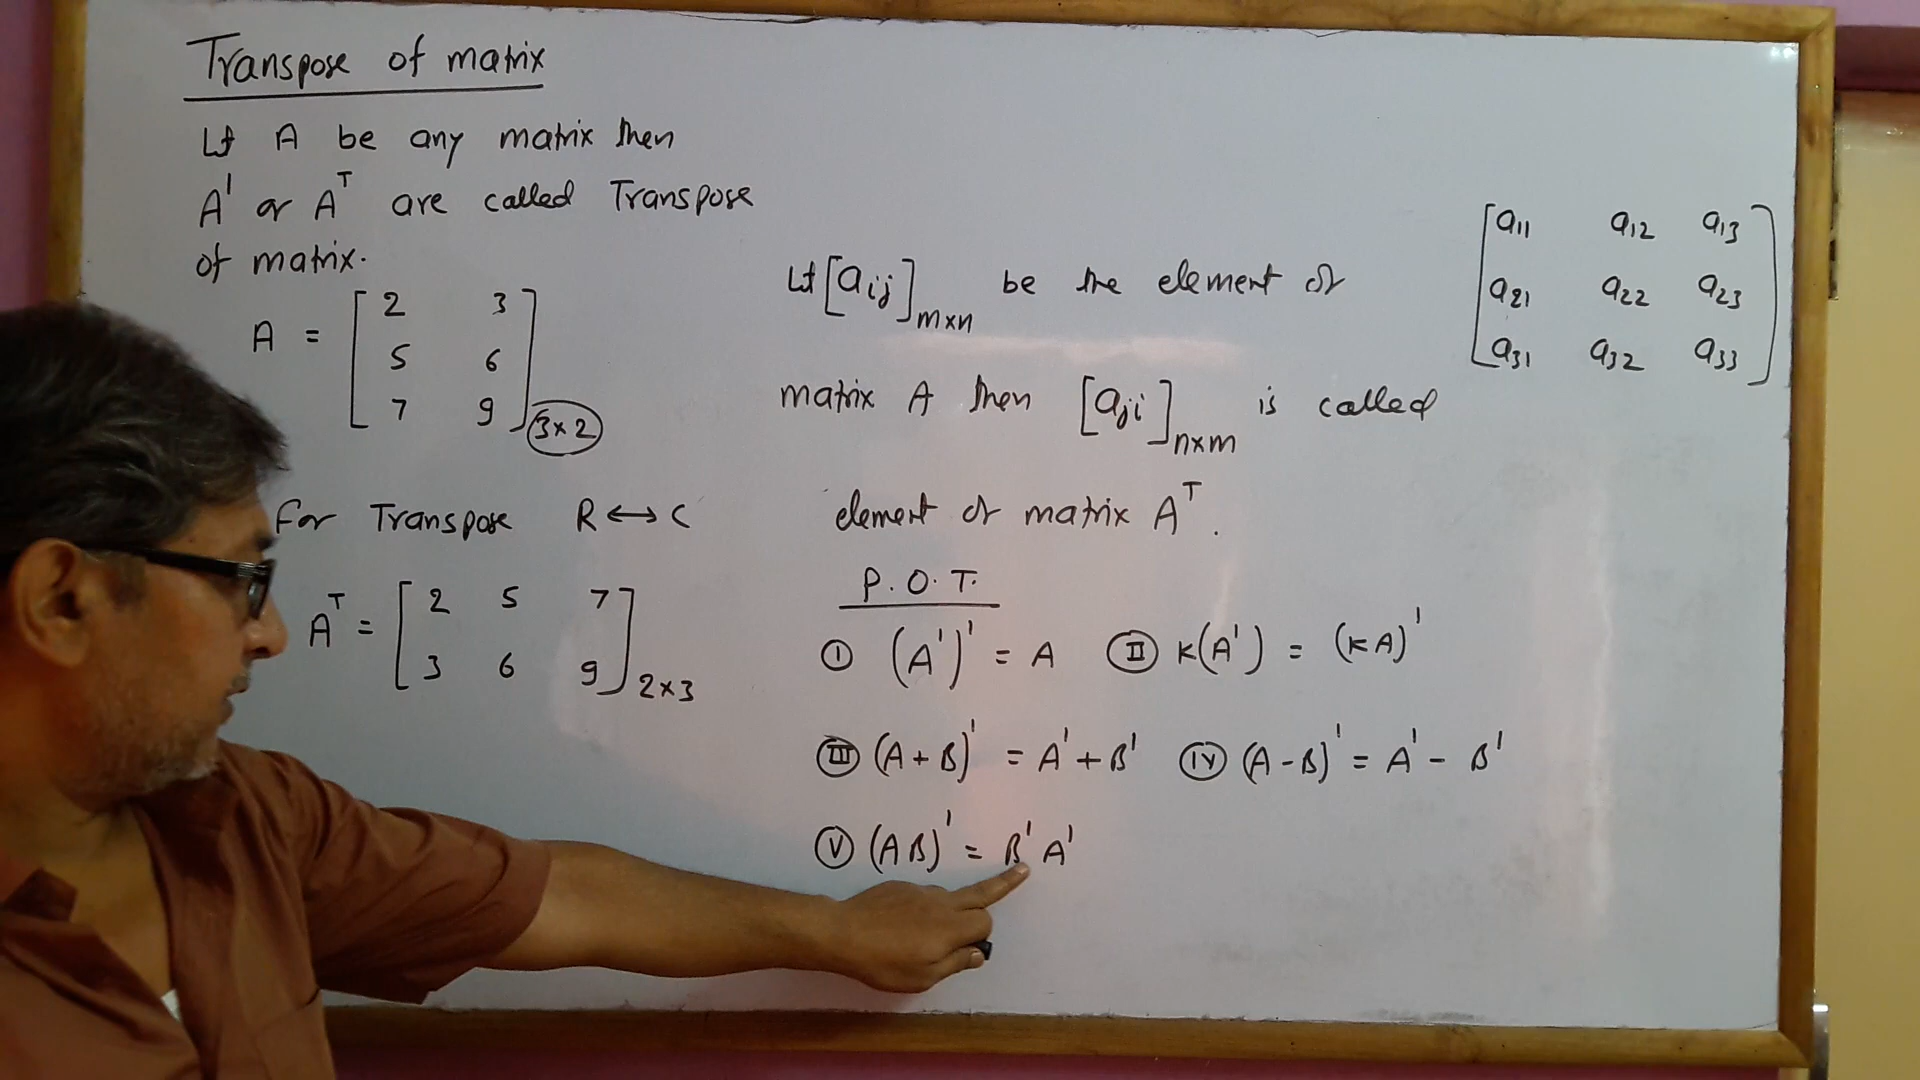 Transpose of matrix
Let A be any matrix then
A' or Aᵀ are called Transpose
of matrix.
A = [ 2 3
5 6
7 9 ] 3×2
For Transpose R ↔ C
Aᵀ = [ 2 5 7
3 6 9 ] 2×3
Let [aij]m×n be the element of
matrix A then [aji]n×m is called
element of matrix Aᵀ.
[ a11 a12 a13
a21 a22 a23
a31 a32 a33 ]
P.O.T.
(I) (A')' = A (II) K(A') = (KA)'
(III) (A+B)' = A' + B' (IV) (A-B)' = A' - B'
(V) (AB)' = B'A'